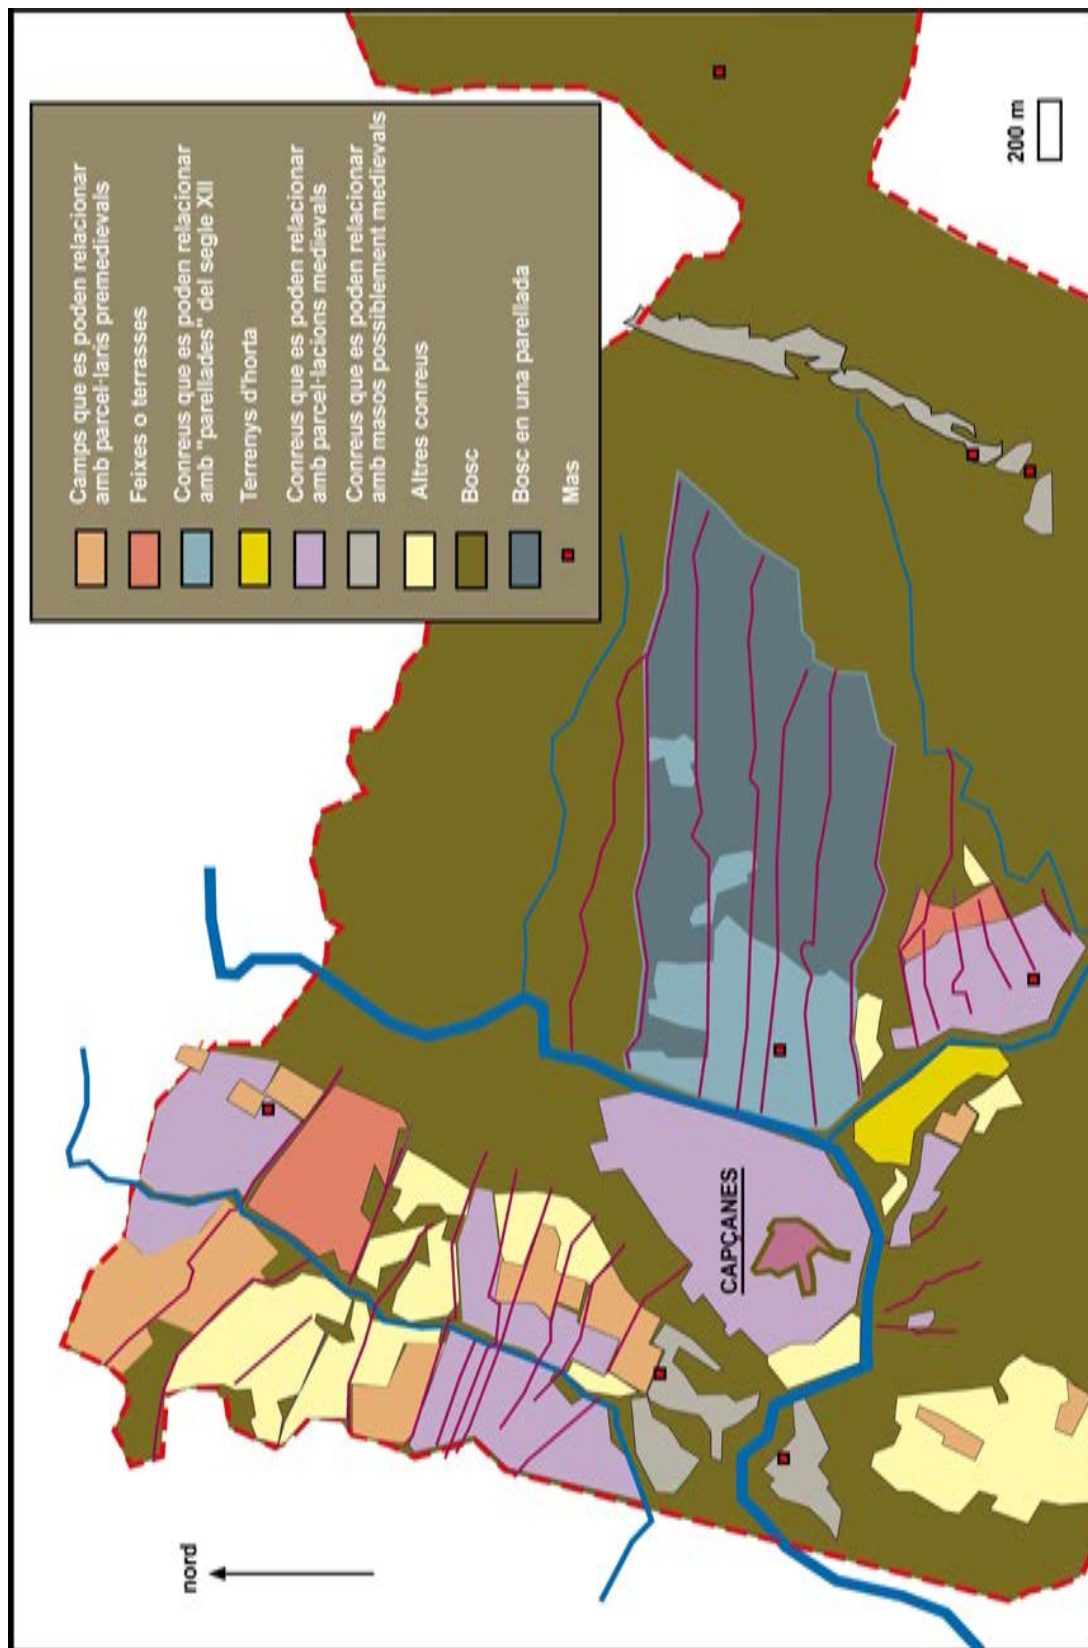 Camps que es poden relacionar
amb parcel·laris premedievals
Feixes o terrasses
Conreus que es poden relacionar
amb "parellades" del segle XII
Terrenys d'horta
Conreus que es poden relacionar
amb parcel·lacions medievals
Conreus que es poden relacionar
amb masos possiblement medievals
Altres conreus
Bosc
Bosc en una parellada
Mas
200 m
CAPÇANES
nord